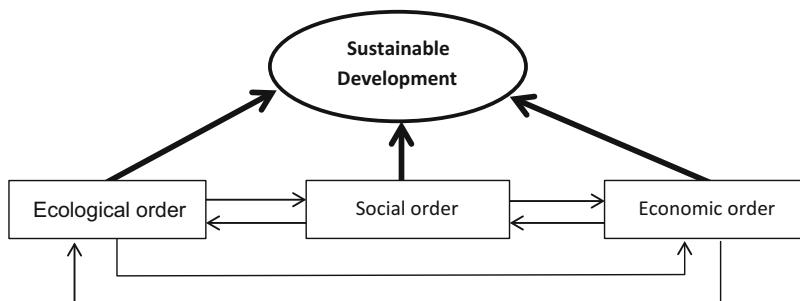 Sustainable
Development
Ecological order
Social order
Economic order